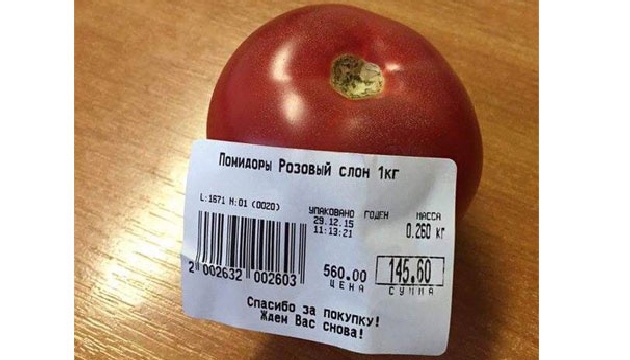 Помидоры Розовый слон 1кг
L:1671 H:01 (0020)
УПАКОВАНО ГОДЕН МАССА
29.12.15 0.260 кг
11:13:21
2 002632 002603
560.00 145.60
ЦЕНА СУММА
Спасибо за покупку!
Ждем Вас снова!